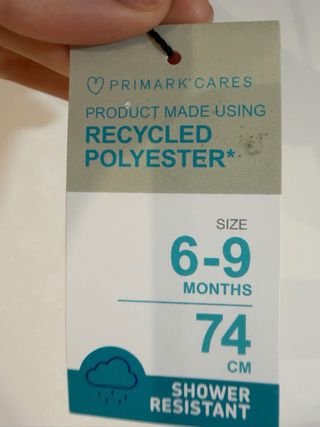 PRIMARK CARES
PRODUCT MADE USING
RECYCLED
POLYESTER*
SIZE
6-9
MONTHS
74
CM
SHOWER
RESISTANT